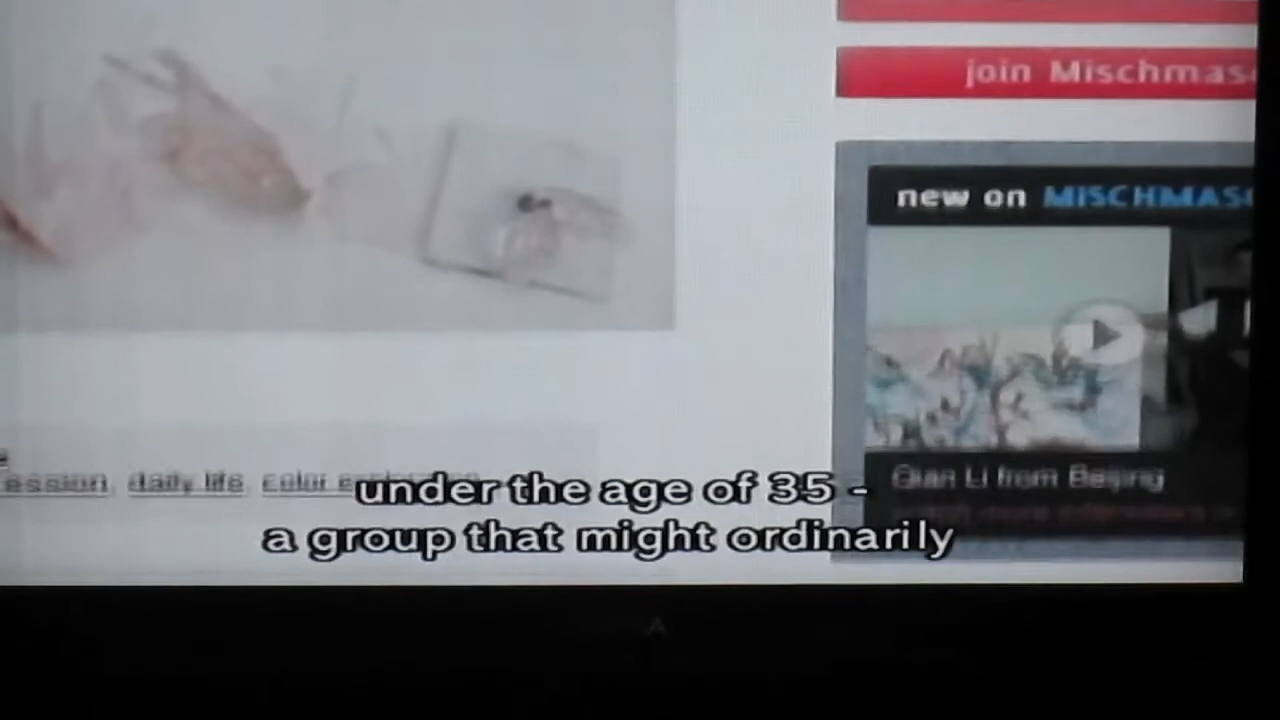 join Mischmas
new on MISCHMAS
daily life, color
Qian Li from Beijing
under the age of 35 -
a group that might ordinarily